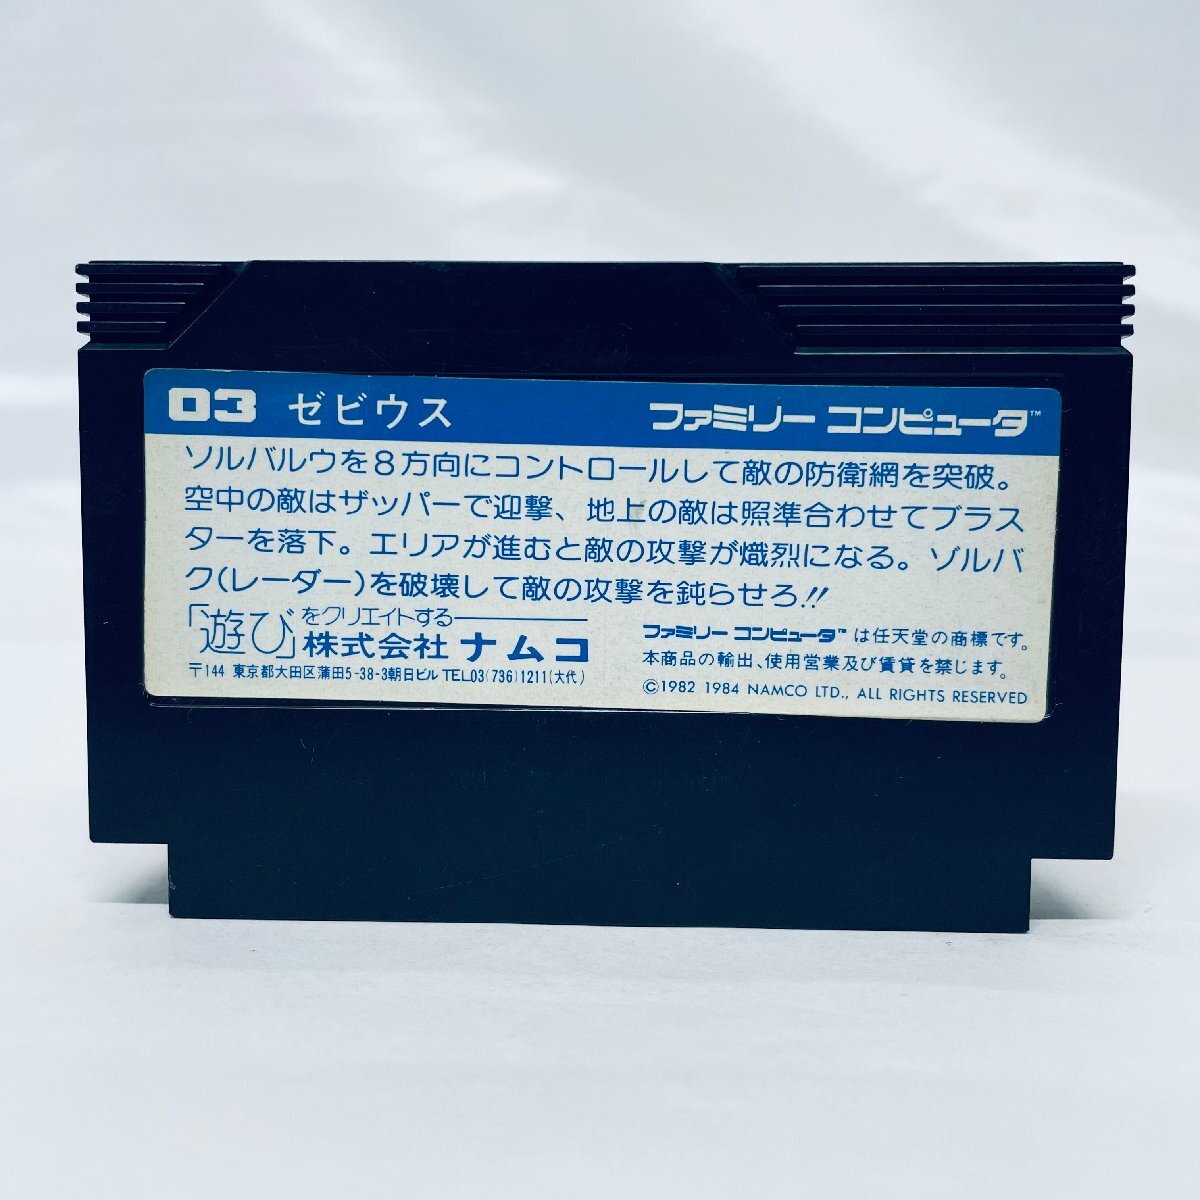 03 ゼビウス ファミリー コンピュータ™
ソルバルウを8方向にコントロールして敵の防衛網を突破。
空中の敵はザッパーで迎撃、地上の敵は照準合わせてブラス
ターを落下。エリアが進むと敵の攻撃が熾烈になる。ゾルバ
ク(レーダー)を破壊して敵の攻撃を鈍らせろ!!
「遊び」をクリエイトする
株式会社 ナムコ
〒144 東京都大田区蒲田5-38-3朝日ビル TEL03(736)1211(大代)
ファミリー コンピュータ™ は任天堂の商標です。
本商品の輸出、使用営業及び賃貸を禁じます。
©1982 1984 NAMCO LTD., ALL RIGHTS RESERVED